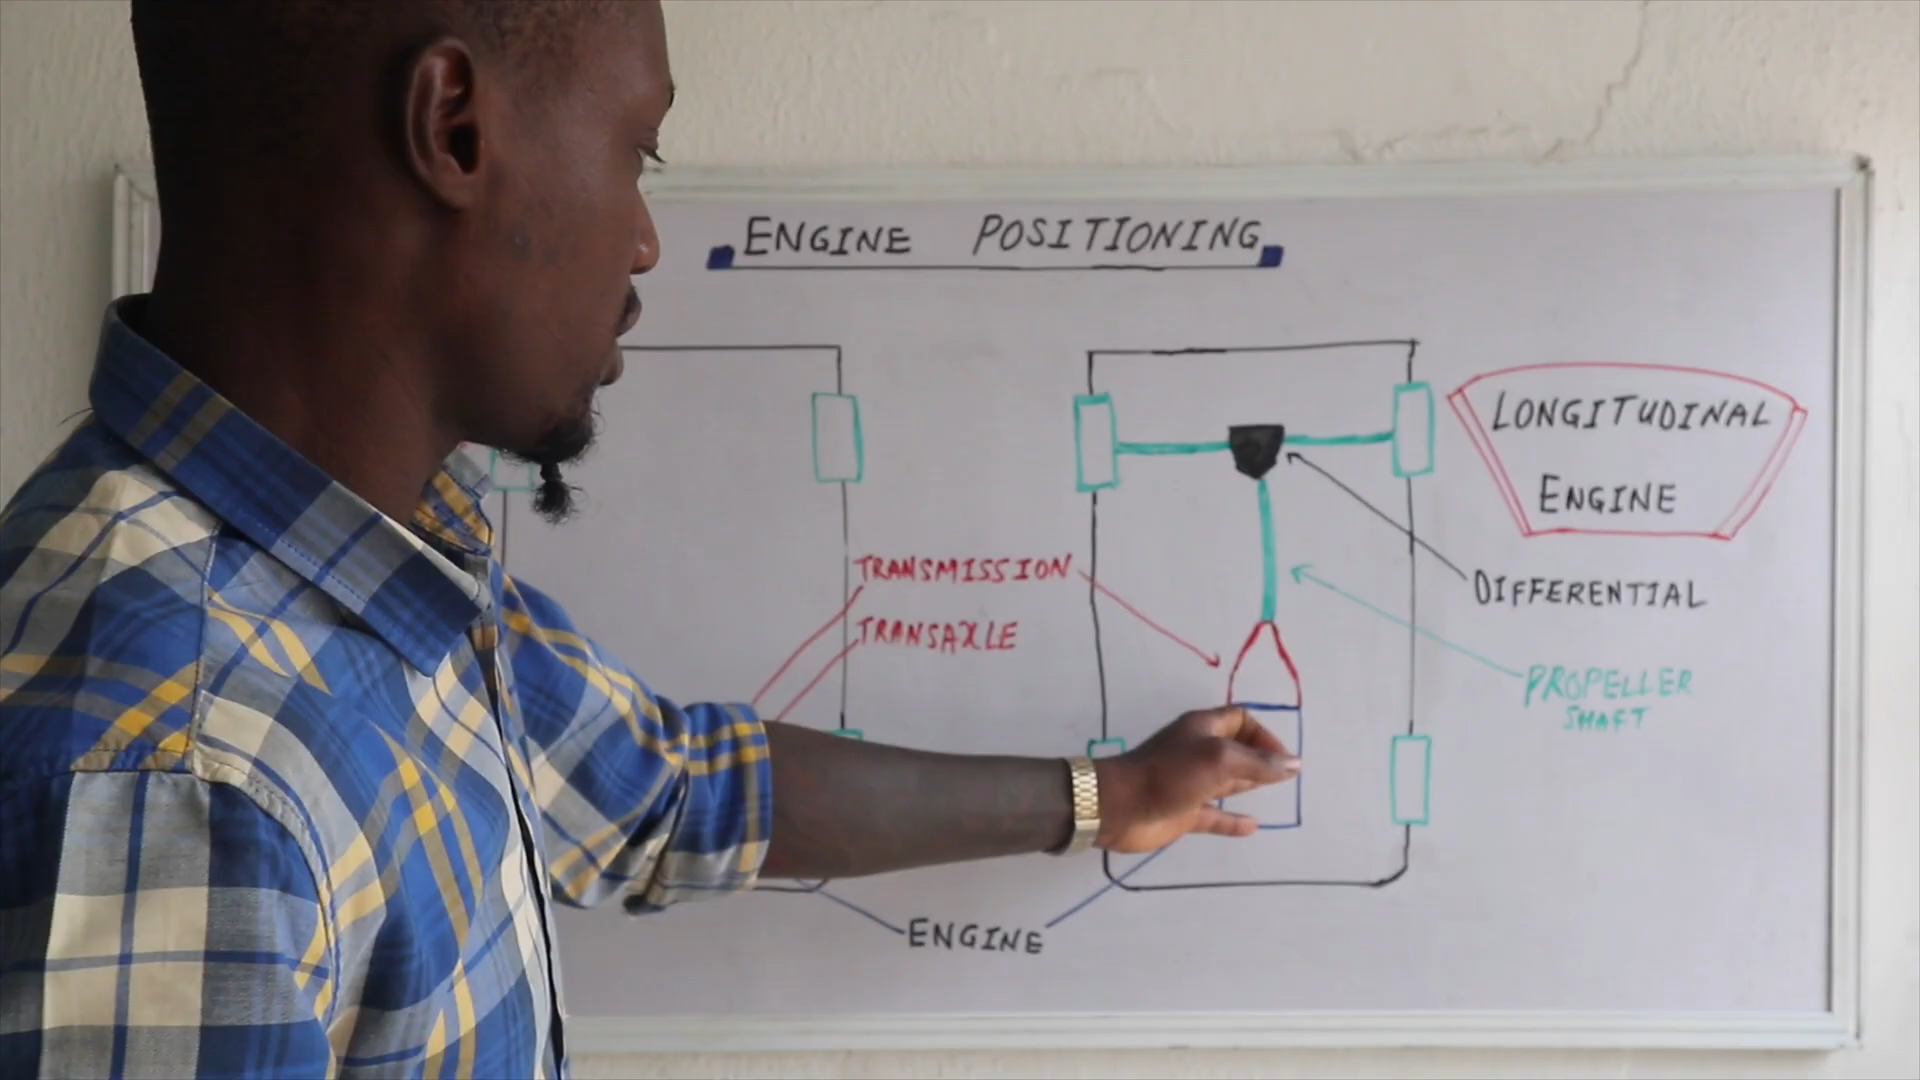 ENGINE POSITIONING
LONGITUDINAL
ENGINE
TRANSMISSION
TRANSAXLE
DIFFERENTIAL
PROPELLER
SHAFT
ENGINE